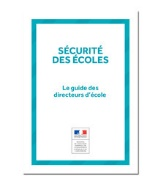 SÉCURITÉ
DES ÉCOLES
Le guide des
directeurs d'école